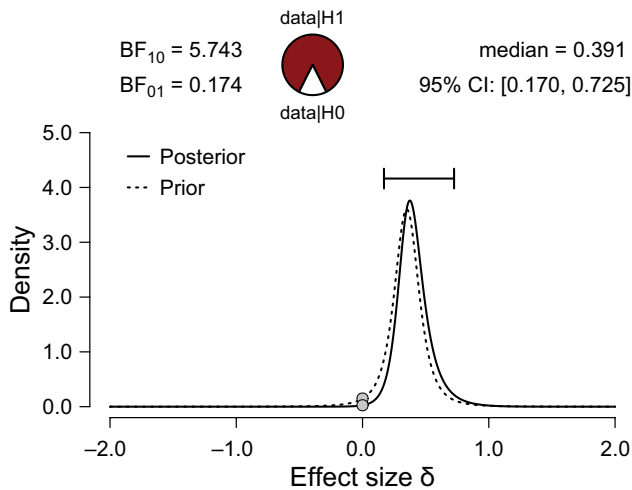 data|H1
BF10 = 5.743
median = 0.391
BF01 = 0.174
95% CI: [0.170, 0.725]
data|H0
5.0
Posterior
4.0
Prior
3.0
2.0
1.0
0.0
Density
−2.0 −1.0 0.0 1.0 2.0
Effect size δ